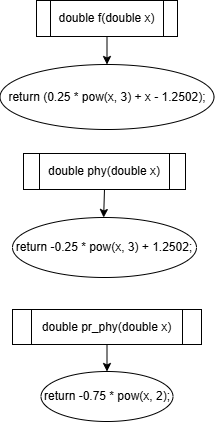 double f(double x)
return (0.25 * pow(x, 3) + x - 1.2502);
double phy(double x)
return -0.25 * pow(x, 3) + 1.2502;
double pr_phy(double x)
return -0.75 * pow(x, 2);